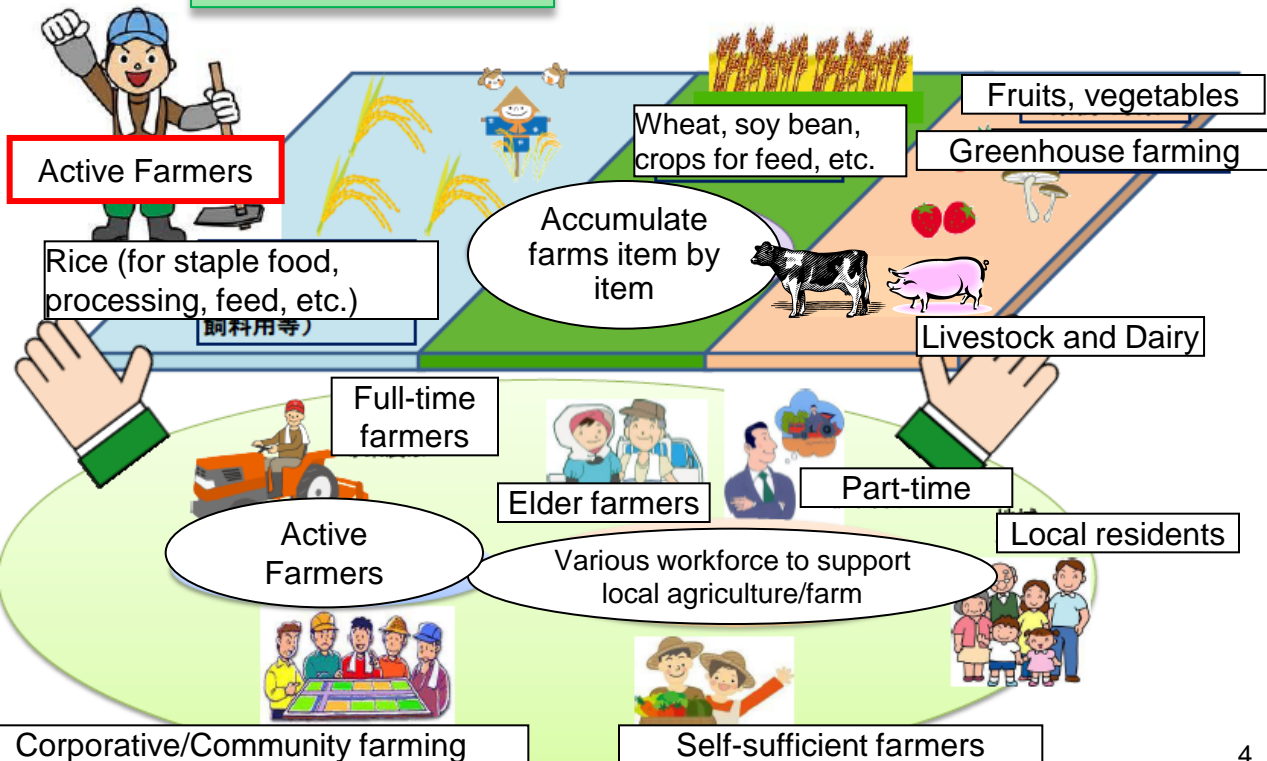 Fruits, vegetables
Wheat, soy bean,
crops for feed, etc.
Greenhouse farming
Active Farmers
Accumulate
farms item by
item
Rice (for staple food,
processing, feed, etc.)
飼料用等）
Livestock and Dairy
Full-time
farmers
Elder farmers
Part-time
Local residents
Active
Farmers
Various workforce to support
local agriculture/farm
Corporative/Community farming
Self-sufficient farmers
4